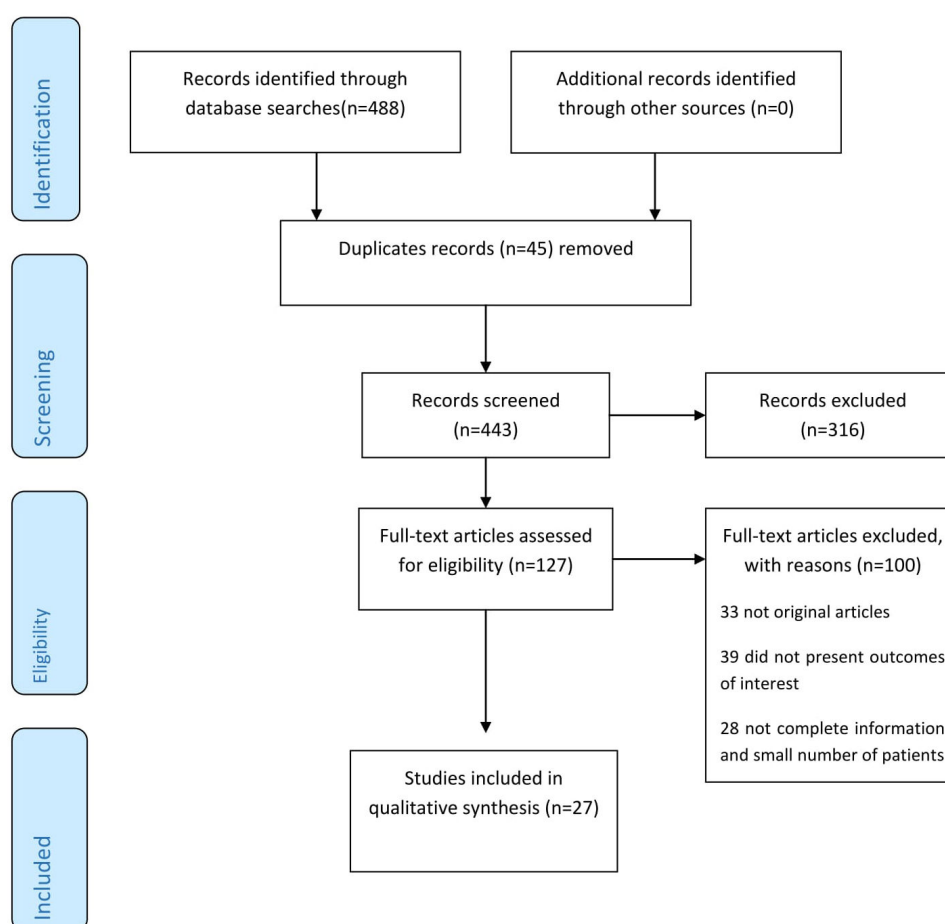 Identification
Records identified through
database searches(n=488)
Additional records identified
through other sources (n=0)
Duplicates records (n=45) removed
Screening
Records screened
(n=443)
Records excluded
(n=316)
Eligibility
Full-text articles assessed
for eligibility (n=127)
Full-text articles excluded,
with reasons (n=100)
33 not original articles
39 did not present outcomes
of interest
28 not complete information
and small number of patients
Included
Studies included in
qualitative synthesis (n=27)